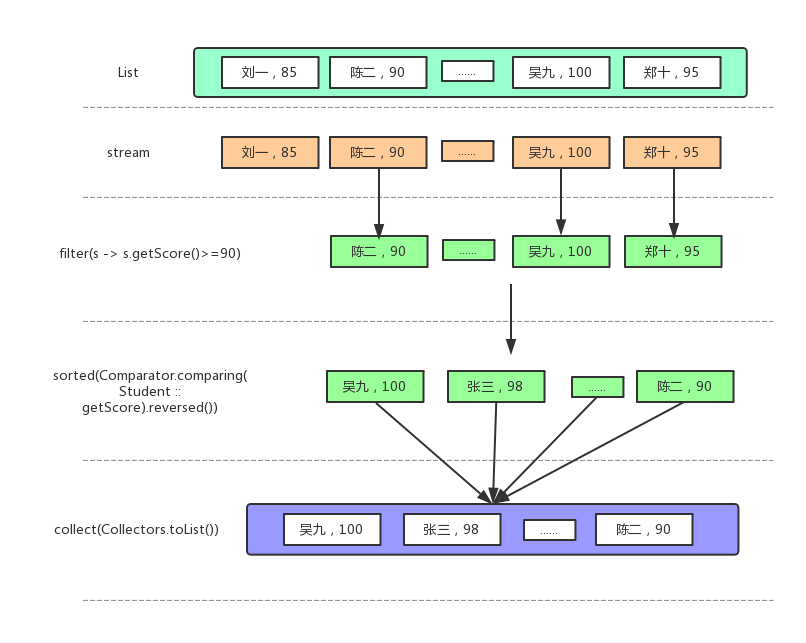 List
刘一 , 85
陈二 , 90
......
吴九 , 100
郑十 , 95
stream
刘一 , 85
陈二 , 90
......
吴九 , 100
郑十 , 95
filter(s -> s.getScore()>=90)
陈二 , 90
......
吴九 , 100
郑十 , 95
sorted(Comparator.comparing(
Student ::
getScore).reversed())
吴九 , 100
张三 , 98
......
陈二 , 90
collect(Collectors.toList())
吴九 , 100
张三 , 98
......
陈二 , 90